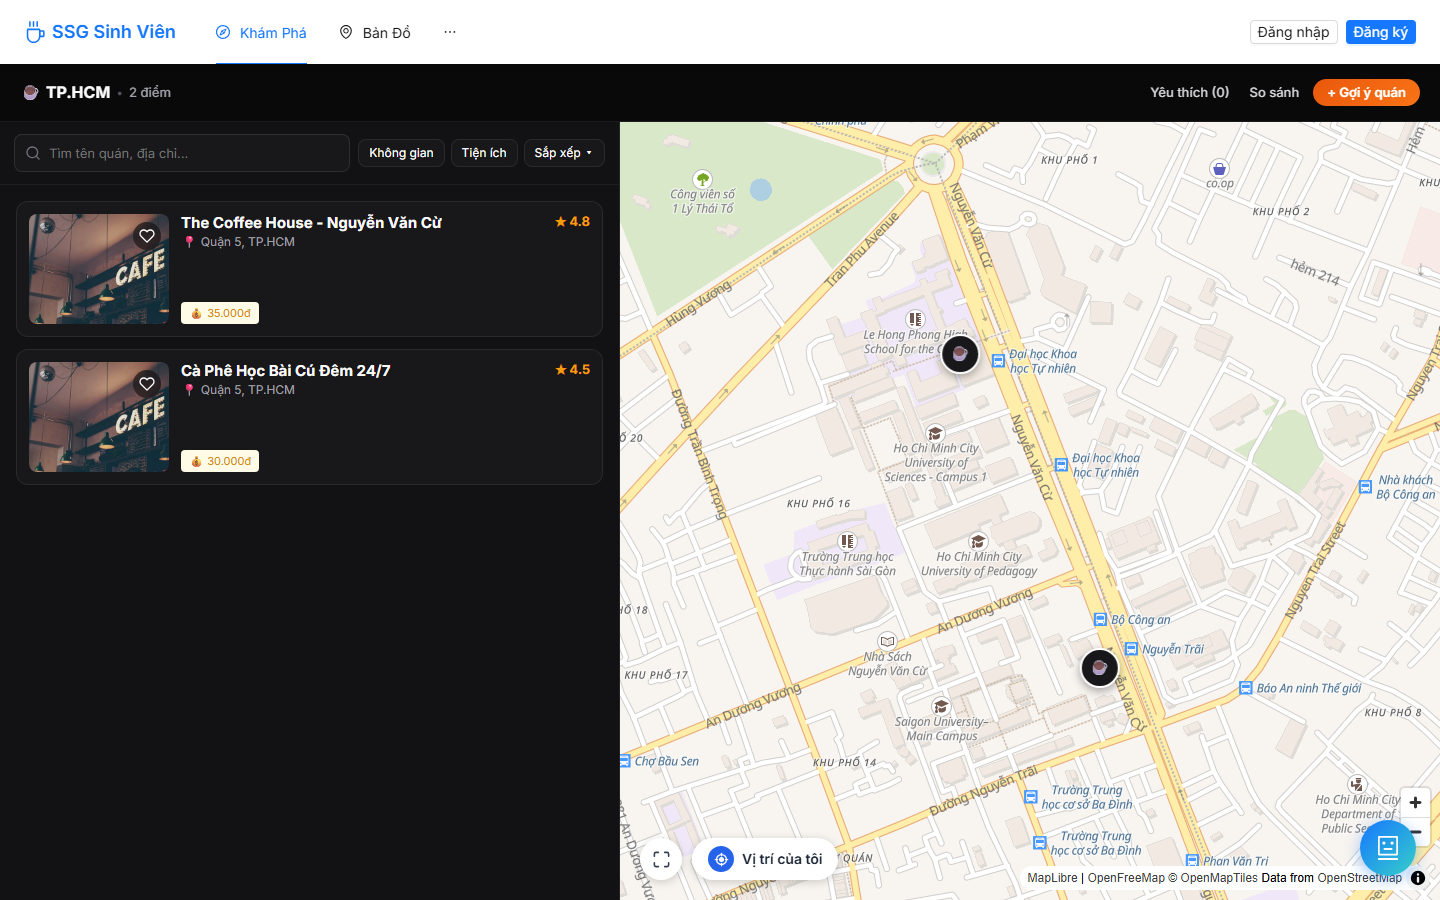 SSG Sinh Viên
Khám Phá
Bản Đồ
···
Đăng nhập
Đăng ký
TP.HCM • 2 điểm
Yêu thích (0)
So sánh
+ Gợi ý quán
Tìm tên quán, địa chỉ...
Không gian
Tiện ích
Sắp xếp
The Coffee House - Nguyễn Văn Cừ
★ 4.8
Quận 5, TP.HCM
CAFE
35.000đ
Cà Phê Học Bài Cú Đêm 24/7
★ 4.5
Quận 5, TP.HCM
CAFE
30.000đ
KHU PHỐ 1
Hẻm
Công viên số
1 Lý Thái Tổ
co.op
KHU PHỐ 2
Nguyễn Văn Cừ
Tran Phu Avenue
hẻm 214
Hùng Vương
Le Hong Phong High
School for the
Đại học Khoa
học Tự nhiên
Đường Trần Bình Trọng
Nguyễn Văn Cừ
Ho Chi Minh City
University of
Sciences - Campus 1
Đại học Khoa
học Tự nhiên
Nhà khách
Bộ Công an
KHU PHỐ 16
Trường Trung học
Thực hành Sài Gòn
Ho Chi Minh City
University of Pedagogy
Nguyen Trai Street
An Dương Vương
Bộ Công an
Nguyễn Trãi
Nhà Sách
Nguyễn Văn Cừ
KHU PHỐ 17
An Dương Vương
Báo An ninh Thế giới
KHU PHỐ 8
Saigon University–
Main Campus
Chợ Bàu Sen
KHU PHỐ 14
Đường Nguyễn Trãi
Trường Trung
học cơ sở Ba Đình
Ho Chi Minh City
Department of
Trường Trung
học cơ sở Ba Đình
Phan Văn Trị
+
−
Vị trí của tôi
QUÁN
MapLibre | OpenFreeMap © OpenMapTiles Data from OpenStreetMap